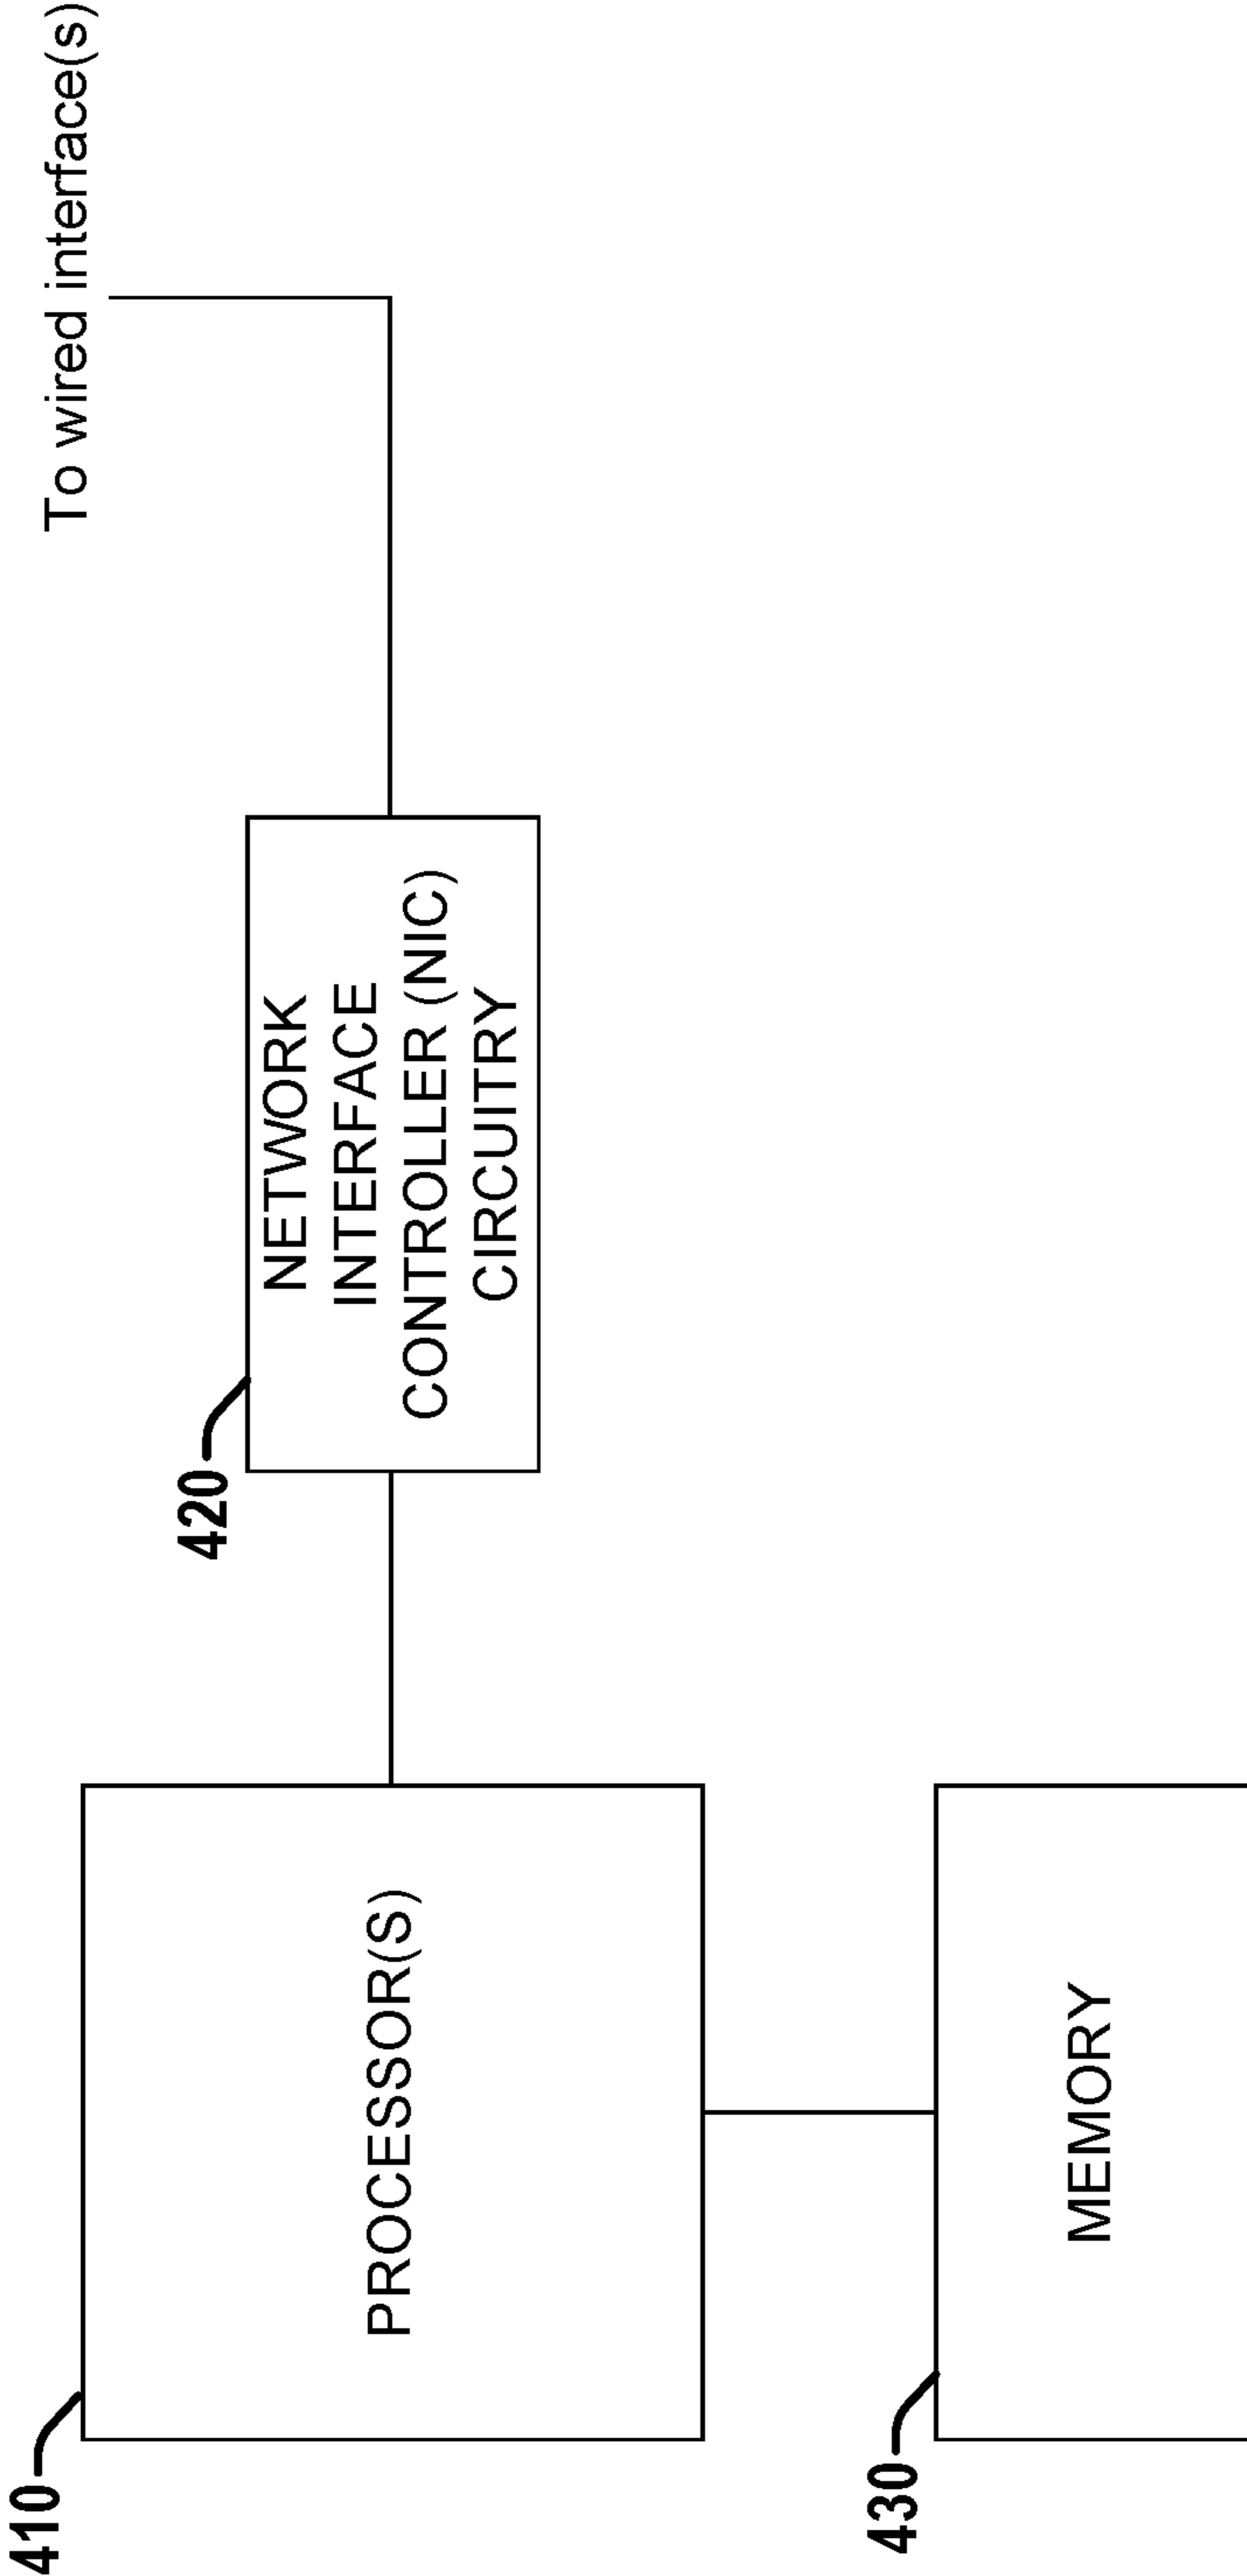 To wired interface(s)
410
PROCESSOR(S)
420
NETWORK
INTERFACE
CONTROLLER (NIC)
CIRCUITRY
430
MEMORY